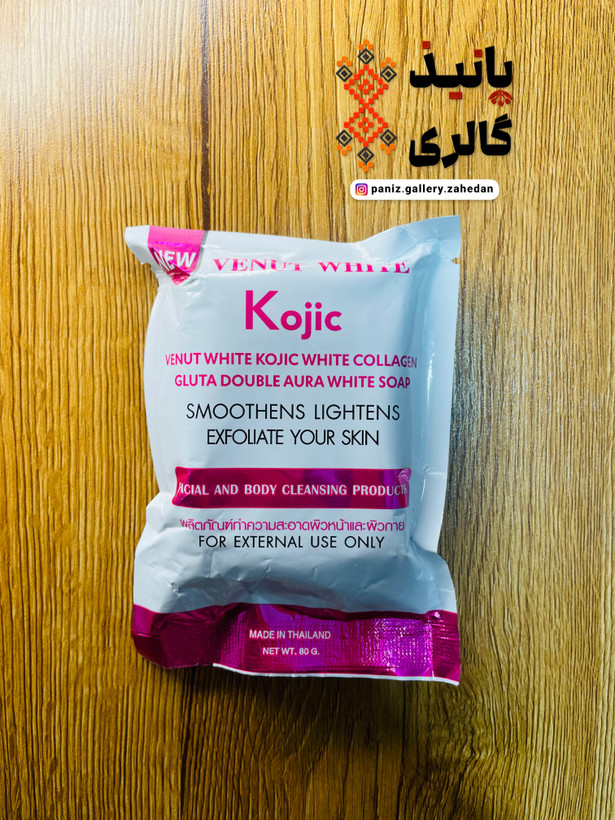 پانیذ
گالری
paniz.gallery.zahedan
NEW
VENUT WHITE
Kojic
VENUT WHITE KOJIC WHITE COLLAGEN
GLUTA DOUBLE AURA WHITE SOAP
SMOOTHENS LIGHTENS
EXFOLIATE YOUR SKIN
FACIAL AND BODY CLEANSING PRODUCTS
ผลิตภัณฑ์ทำความสะอาดผิวหน้าและผิวกาย
FOR EXTERNAL USE ONLY
MADE IN THAILAND
NET WT. 80 G.